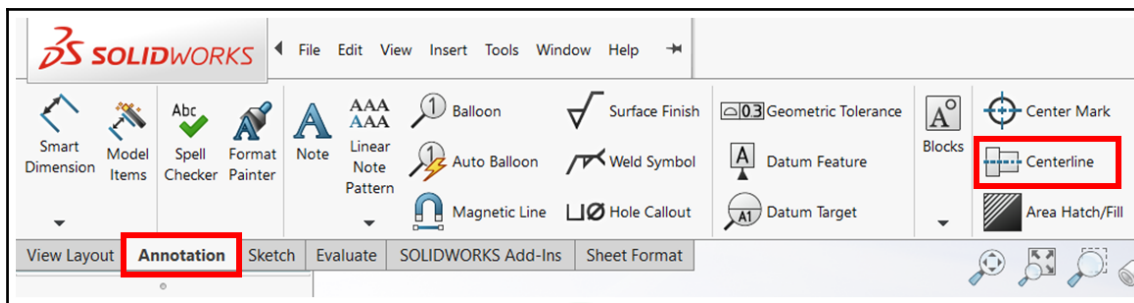 SOLIDWORKS
File Edit View Insert Tools Window Help
Smart Dimension
Model Items
Abc
Spell Checker
Format Painter
A
Note
AAA
AAA
Linear Note Pattern
1 Balloon
1 Auto Balloon
Magnetic Line
Surface Finish
Weld Symbol
Hole Callout
0.3 Geometric Tolerance
A Datum Feature
A1 Datum Target
A
Blocks
Center Mark
Centerline
Area Hatch/Fill
View Layout Annotation Sketch Evaluate SOLIDWORKS Add-Ins Sheet Format